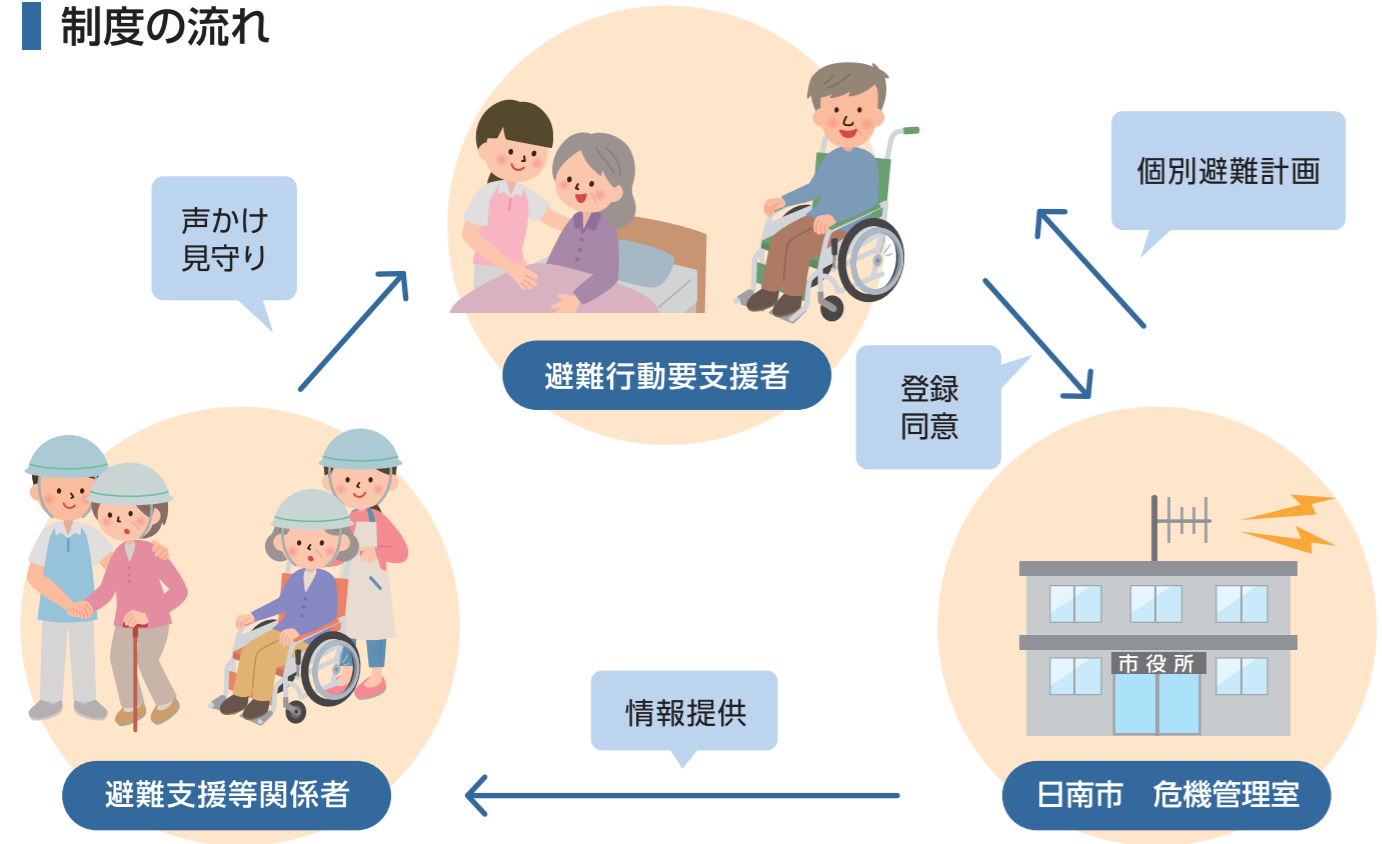 制度の流れ
個別避難計画
声かけ
見守り
避難行動要支援者
登録
同意
市役所
情報提供
避難支援等関係者
日南市　危機管理室